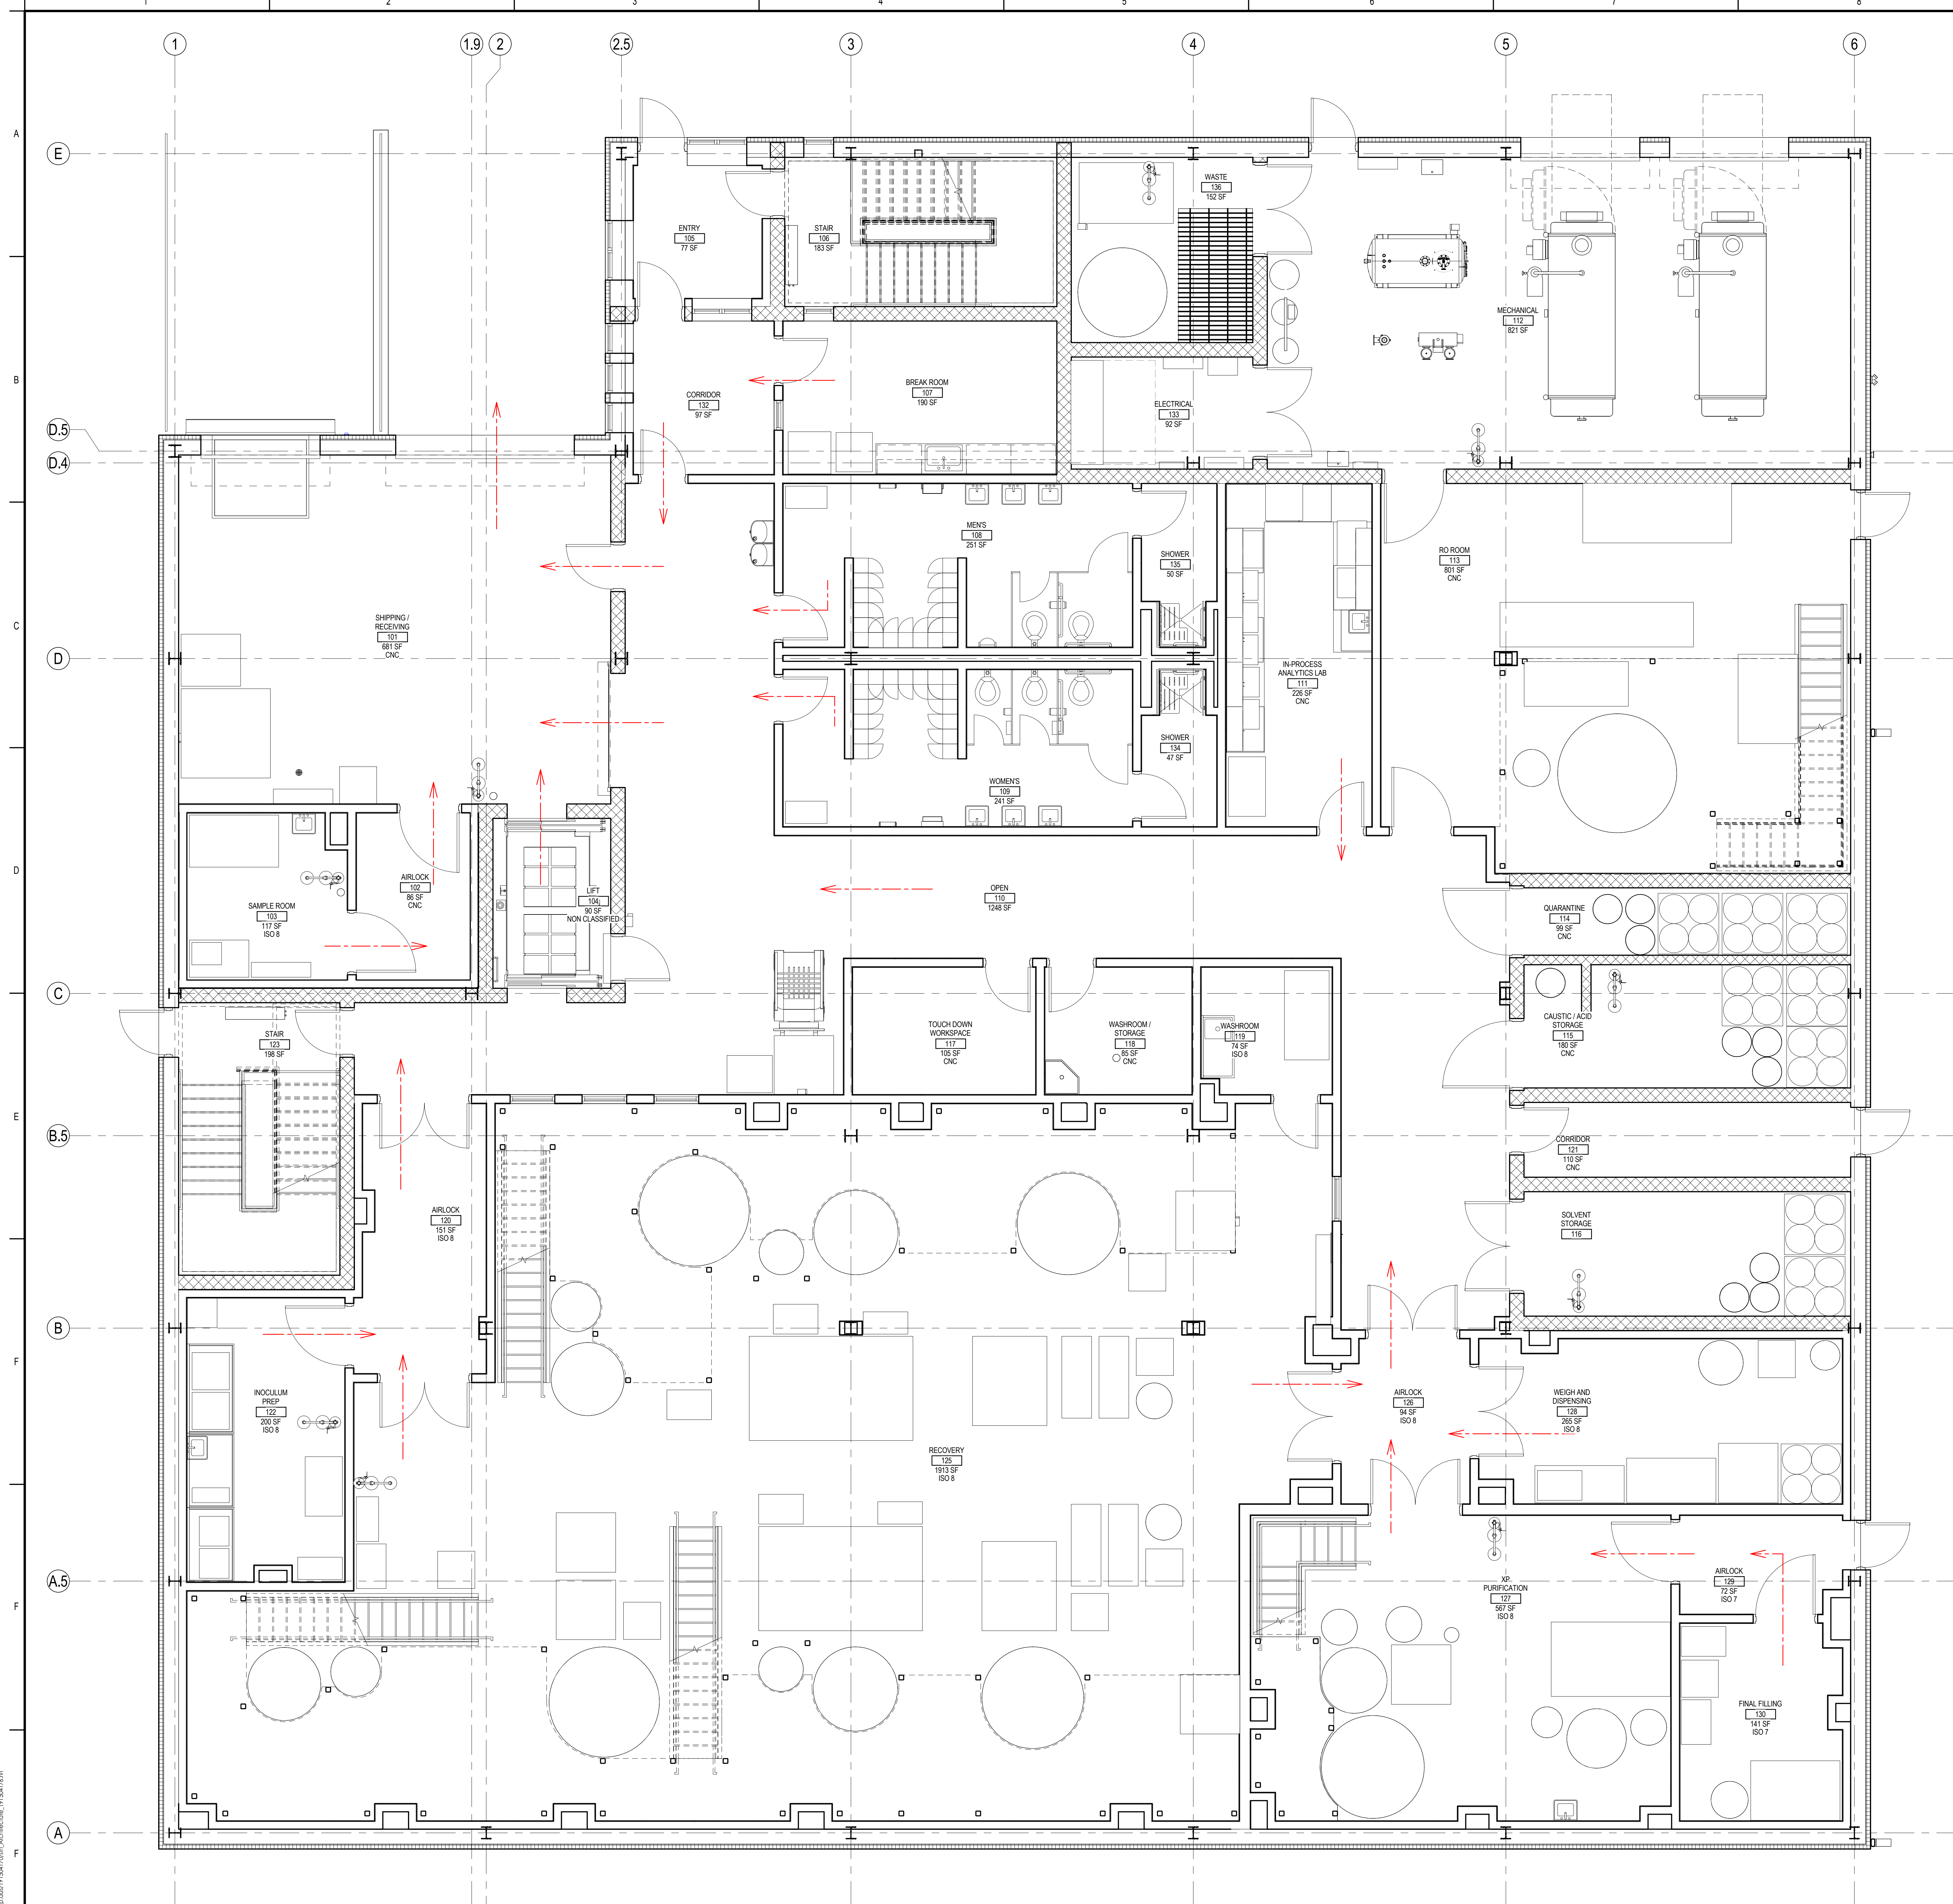 1
2
3
4
5
6
7
8
1
1.9
2
2.5
3
4
5
6
A
E
WASTE
136
152 SF
ENTRY
105
77 SF
STAIR
106
183 SF
MECHANICAL
112
821 SF
B
BREAK ROOM
107
190 SF
CORRIDOR
132
97 SF
ELECTRICAL
133
92 SF
D.5
D.4
MEN'S
108
251 SF
SHOWER
135
50 SF
RO ROOM
113
801 SF
CNC
C
SHIPPING /
RECEIVING
101
681 SF
CNC
D
IN-PROCESS
ANALYTICS LAB
111
226 SF
CNC
SHOWER
134
47 SF
WOMEN'S
109
241 SF
D
AIRLOCK
102
86 SF
CNC
LIFT
104
90 SF
NON CLASSIFIED
OPEN
110
1248 SF
SAMPLE ROOM
103
117 SF
ISO 8
QUARANTINE
114
99 SF
CNC
C
STAIR
123
198 SF
TOUCH DOWN
WORKSPACE
117
105 SF
CNC
WASHROOM /
STORAGE
118
85 SF
CNC
WASHROOM
119
74 SF
ISO 8
CAUSTIC / ACID
STORAGE
115
180 SF
CNC
E
B.5
CORRIDOR
121
110 SF
CNC
AIRLOCK
120
151 SF
ISO 8
SOLVENT
STORAGE
116
B
F
INOCULUM
PREP
122
200 SF
ISO 8
AIRLOCK
126
94 SF
ISO 8
WEIGH AND
DISPENSING
128
265 SF
ISO 8
RECOVERY
125
1913 SF
ISO 8
A.5
F
XP
PURIFICATION
127
567 SF
ISO 8
AIRLOCK
129
72 SF
ISO 7
FINAL FILLING
130
141 SF
ISO 7
A
F